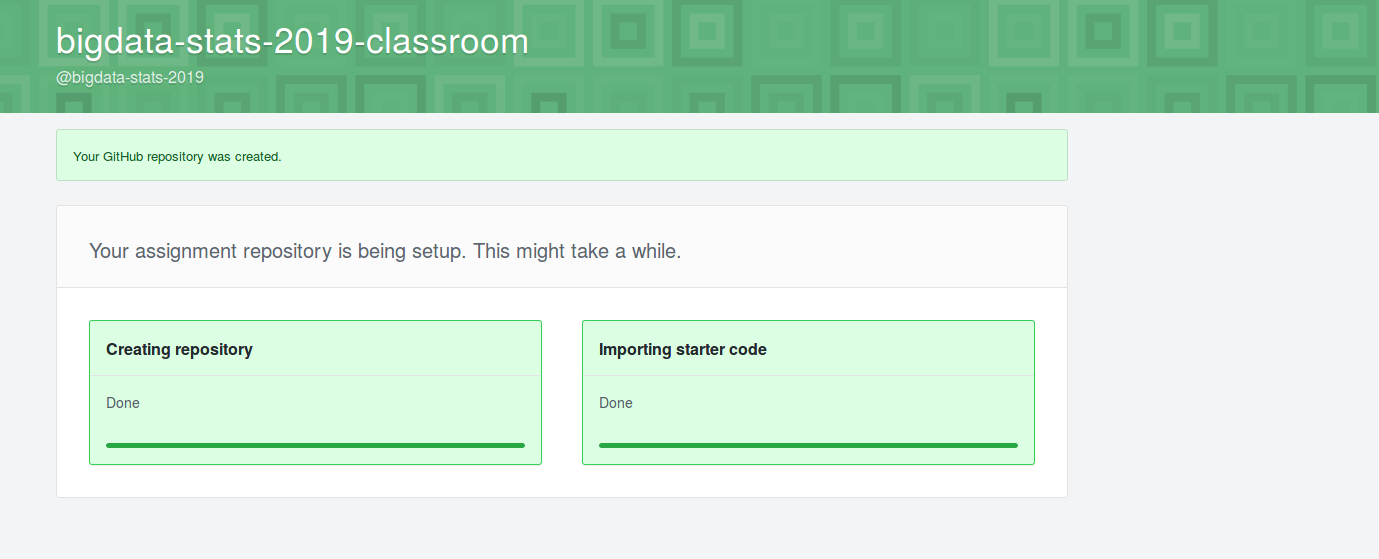 bigdata-stats-2019-classroom
@bigdata-stats-2019
Your GitHub repository was created.
Your assignment repository is being setup. This might take a while.
Creating repository
Done
Importing starter code
Done